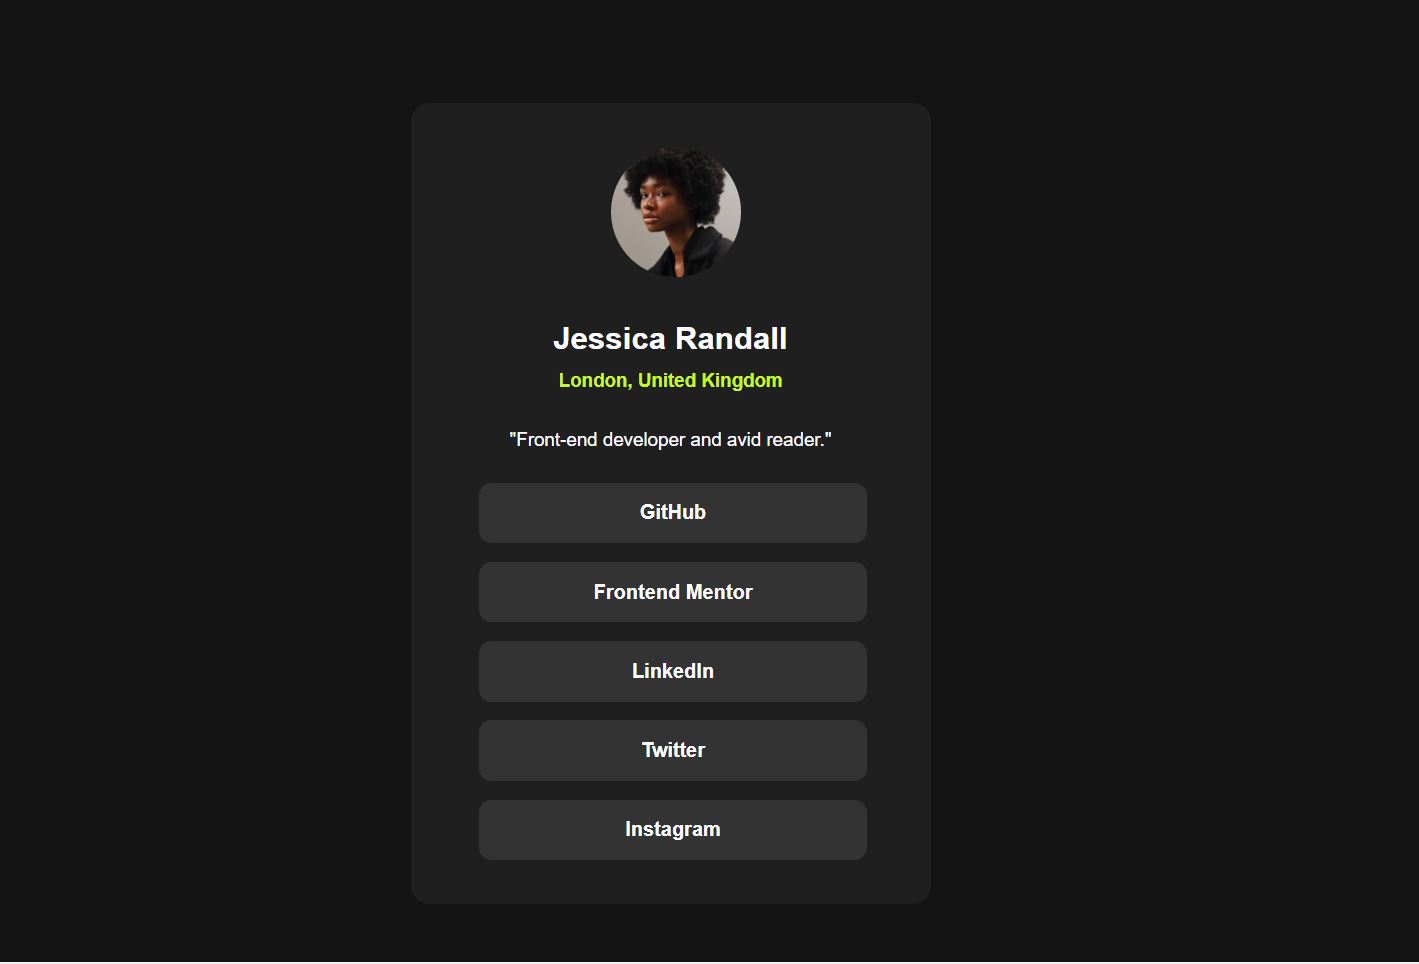 Jessica Randall
London, United Kingdom
"Front-end developer and avid reader."
GitHub
Frontend Mentor
LinkedIn
Twitter
Instagram